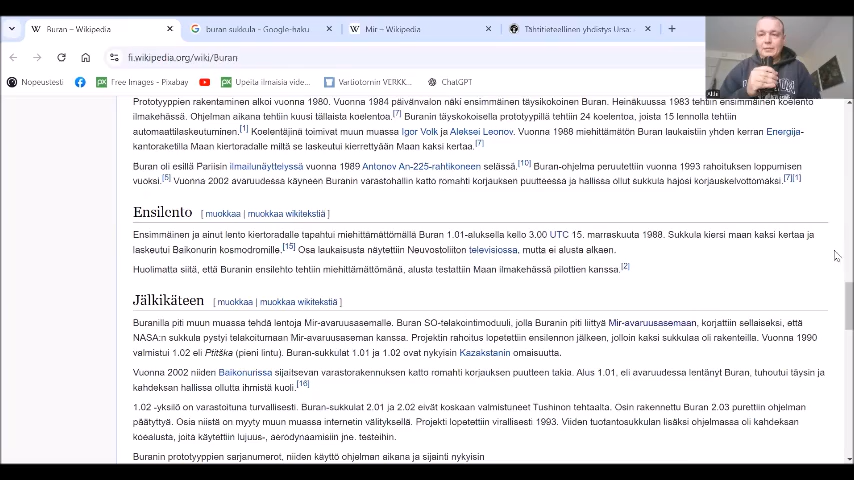 Buran – Wikipedia
buran sukkula - Google-haku
Mir – Wikipedia
Tähtitieteellinen yhdistys Ursa:
fi.wikipedia.org/wiki/Buran
Nopeustesti
Free Images - Pixabay
Upeita ilmaisia vide...
Vartiotornin VERKK...
ChatGPT
Prototyyppien rakentaminen alkoi vuonna 1980. Vuonna 1984 päivänvalon näki ensimmäinen täysikokoinen Buran. Heinäkuussa 1983 tehtiin ensimmäinen koelento
ilmakehässä. Ohjelman aikana tehtiin kuusi tällaista koelentoa.[7] Buranin täysikokoisella prototyypillä tehtiin 24 koelentoa, joista 15 lennolla tehtiin
automaattilaskeutuminen.[1] Koelentäjinä toimivat muun muassa Igor Volk ja Aleksei Leonov. Vuonna 1988 miehittämätön Buran laukaistiin yhden kerran Energija-
kantoraketilla Maan kiertoradalle miltä se laskeutui kierrettyään Maan kaksi kertaa.[7]
Buran oli esillä Pariisin ilmailunäyttelyssä vuonna 1989 Antonov An-225-rahtikoneen selässä.[10] Buran-ohjelma peruutettiin vuonna 1993 rahoituksen loppumisen
vuoksi.[5] Vuonna 2002 avaruudessa käyneen Buranin varastohallin katto romahti korjauksen puutteessa ja hallissa ollut sukkula hajosi korjauskelvottomaksi.[7][1]
Ensilento [ muokkaa | muokkaa wikitekstiä ]
Ensimmäinen ja ainut lento kiertoradalle tapahtui miehittämättömällä Buran 1.01-aluksella kello 3.00 UTC 15. marraskuuta 1988. Sukkula kiersi maan kaksi kertaa ja
laskeutui Baikonurin kosmodromille.[15] Osa laukaisusta näytettiin Neuvostoliiton televisiossa, mutta ei alusta alkaen.
Huolimatta siitä, että Buranin ensilehto tehtiin miehittämättömänä, alusta testattiin Maan ilmakehässä pilottien kanssa.[2]
Jälkikäteen [ muokkaa | muokkaa wikitekstiä ]
Buranilla piti muun muassa tehdä lentoja Mir-avaruusasemalle. Buran SO-telakointimoduuli, jolla Buranin piti liittyä Mir-avaruusasemaan, korjattiin sellaiseksi, että
NASA:n sukkula pystyi telakoitumaan Mir-avaruuseman kanssa. Projektin rahoitus lopetettiin ensilennon jälkeen, jolloin kaksi sukkulaa oli rakenteilla. Vuonna 1990
valmistui 1.02 eli Ptitška (pieni lintu). Buran-sukkulat 1.01 ja 1.02 ovat nykyisin Kazakstanin omaisuutta.
Vuonna 2002 niiden Baikonurissa sijaitsevan varastorakennuksen katto romahti korjauksen puutteen takia. Alus 1.01, eli avaruudessa lentänyt Buran, tuhoutui täysin ja
kahdeksan hallissa ollutta ihmistä kuoli.[16]
1.02 -yksilö on varastoituna turvallisesti. Buran-sukkulat 2.01 ja 2.02 eivät koskaan valmistuneet Tushinon tehtaalta. Osin rakennettu Buran 2.03 purettiin ohjelman
päätyttyä. Osia niistä on myyty muun muassa internetin välityksellä. Projekti lopetettiin virallisesti 1993. Viiden tuotantosukkulan lisäksi ohjelmassa oli kahdeksan
koealusta, joita käytettiin lujuus-, aerodynaamisiin jne. testeihin.
Buranin prototyyppien sarjanumerot, niiden käyttö ohjelman aikana ja sijainti nykyisin